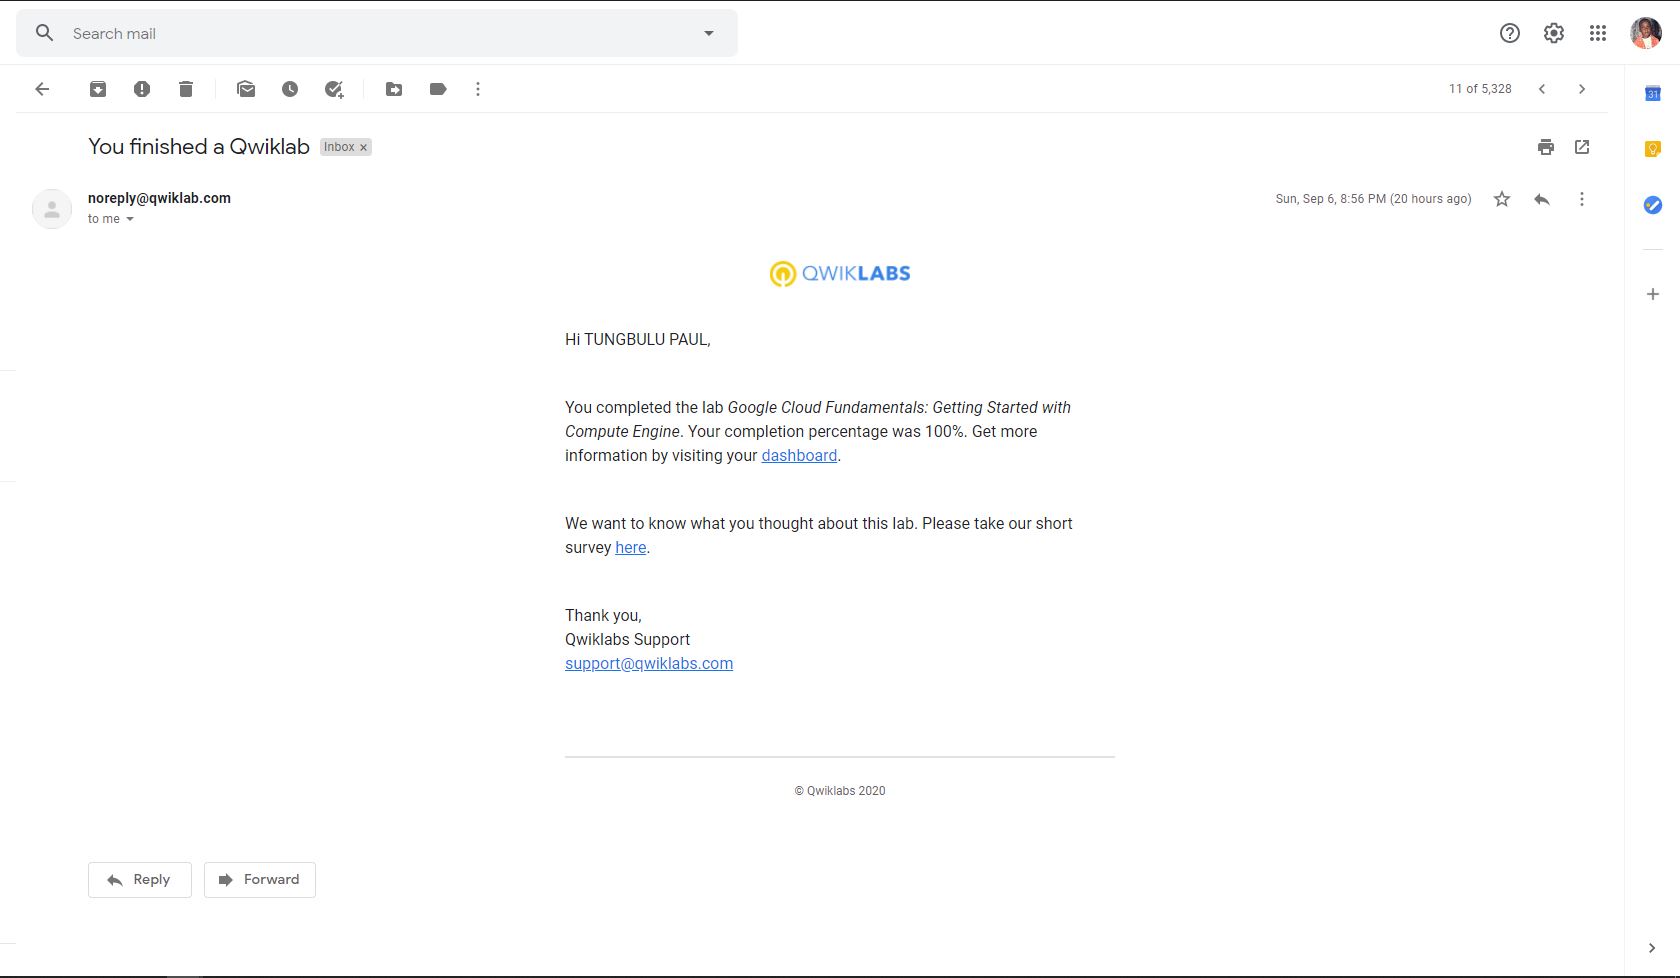 Search mail
11 of 5,328
31
You finished a Qwiklab
Inbox x
noreply@qwiklab.com
Sun, Sep 6, 8:56 PM (20 hours ago)
to me
QWIKLABS
Hi TUNGBULU PAUL,
You completed the lab Google Cloud Fundamentals: Getting Started with
Compute Engine. Your completion percentage was 100%. Get more
information by visiting your dashboard.
We want to know what you thought about this lab. Please take our short
survey here.
Thank you,
Qwiklabs Support
support@qwiklabs.com
© Qwiklabs 2020
Reply
Forward